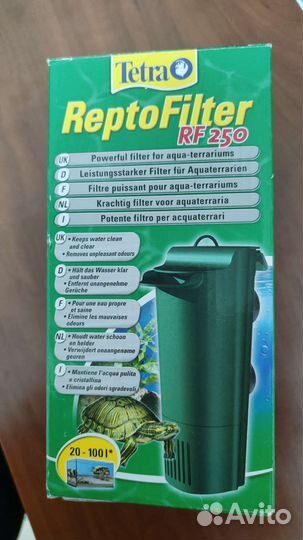 Tetra
ReptoFilter
RF 250
UK Powerful filter for aqua-terrariums
D Leistungsstarker Filter für Aquaterrarien
F Filtre puissant pour aqua-terrariums
NL Krachtig filter voor aquaterraria
I Potente filtro per acquaterrari
UK • Keeps water clean
and clear
• Removes unpleasant odours
D • Hält das Wasser klar
und sauber
• Entfernt unangenehme
Gerüche
F • Pour une eau propre
et saine
• Elimine les mauvaises
odeurs
NL • Houdt water schoon
en helder
• Verwijdert onaangename
geuren
I • Mantiene l'acqua pulita
e cristallina
• Elimina gli odori sgradevoli
20 - 100 l*
Avito